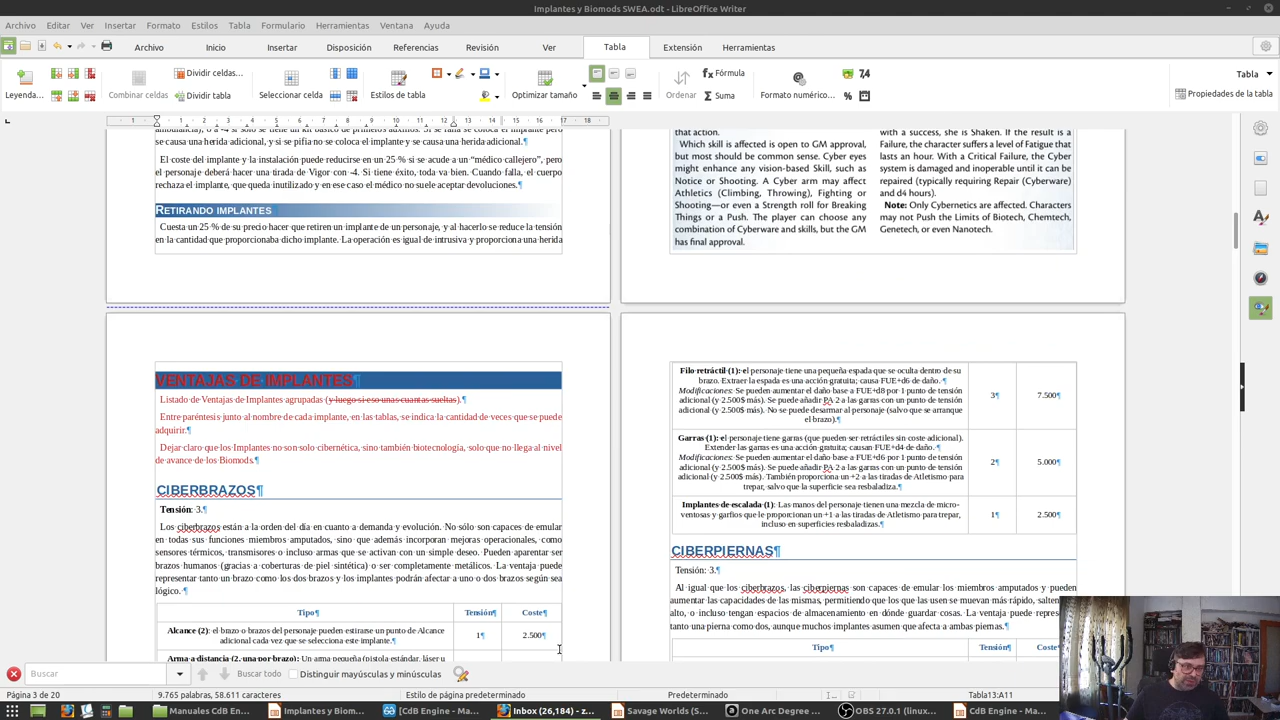 Implantes y Biomods SWEA.odt - LibreOffice Writer
Archivo Editar Ver Insertar Formato Estilos Tabla Formulario Herramientas Ventana Ayuda
Archivo Inicio Insertar Disposición Referencias Revisión Ver Tabla Extensión Herramientas
Leyenda... Combinar celdas Dividir celdas... Dividir tabla Seleccionar celda Estilos de tabla Optimizar tamaño Ordenar Fórmula Suma Formato numérico... 7,4 % Tabla Propiedades de la tabla
1 1 2 3 4 5 6 7 8 9 10 11 12 13 14 15 16 17 18
se causa una herida adicional, y si se pifia no se coloca el implante y se causa una herida adicional.¶
El coste del implante y la instalación puede reducirse en un 25 % si se acude a un “médico callejero”, pero
el personaje deberá hacer una tirada de Vigor con -4. Si tiene éxito, toda va bien. Cuando falla, el cuerpo
rechaza el implante, que queda inutilizado y en ese caso el médico no suele aceptar devoluciones.¶
RETIRANDO IMPLANTES
Cuesta un 25 % de su precio hacer que retiren un implante de un personaje, y al hacerlo se reduce la tensión
en la cantidad que proporcionaba dicho implante. La operación es igual de intrusiva y proporciona una herida
that action.
Which skill is affected is open to GM approval,
but most should be common sense. Cyber eyes
might enhance any vision-based Skill, such as
Notice or Shooting. A Cyber arm may affect
Athletics (Climbing, Throwing), Fighting or
Shooting—or even a Strength roll for Breaking
Things or a Push. The player can choose any
combination of Cyberware and skills, but the GM
has final approval.
with a success, she is Shaken. If the result is a
Failure, the character suffers a level of Fatigue that
lasts an hour. With a Critical Failure, the Cyber
system is damaged and inoperable until it can be
repaired (typically requiring Repair (Cyberware)
and d4 hours).
Note: Only Cybernetics are affected. Characters
may not Push the Limits of Biotech, Chemtech,
Genetech, or even Nanotech.
VENTAJAS DE IMPLANTES¶
Listado de Ventajas de Implantes agrupadas (y luego si eso unas cuantas sueltas).¶
Entre paréntesis junto al nombre de cada implante, en las tablas, se indica la cantidad de veces que se puede
adquirir.¶
Dejar claro que los Implantes no son solo cibernética, sino también biotecnología, solo que no llega al nivel
de avance de los Biomods.¶
CIBERBRAZOS¶
Tensión: 3.¶
Los ciberbrazos están a la orden del día en cuanto a demanda y evolución. No sólo son capaces de emular
en todas sus funciones miembros amputados, sino que además incorporan mejoras operacionales, como
sensores térmicos, transmisores o incluso armas que se activan con un simple deseo. Pueden aparentar ser
brazos humanos (gracias a coberturas de piel sintética) o ser completamente metálicos. La ventaja puede
representar tanto un brazo como los dos brazos y los implantes podrán afectar a uno o dos brazos según sea
lógico.¶
Tipo¶ Tensión¶ Coste¶
Alcance (2): el brazo o brazos del personaje pueden estirarse un punto de Alcance
adicional cada vez que se selecciona este implante.¶ 1¶ 2.500¶
Arma a distancia (2, una por brazo): Un arma pequeña (pistola estándar, láser u
Filo retráctil (1): el personaje tiene una pequeña espada que se oculta dentro de su
brazo. Extraer la espada es una acción gratuita; causa FUE+d6 de daño. ¶
Modificaciones: Se pueden aumentar el daño base a FUE+d8 por 1 punto de tensión
adicional (y 2.500$ más). Se puede añadir PA 2 a las garras con un punto de tensión
adicional (y 2.500$ más). No se puede desarmar al personaje (salvo que se arranque
el brazo).¶ 3¶ 7.500¶
Garras (1): el personaje tiene garras (que pueden ser retráctiles sin coste adicional).
Extender las garras es una acción gratuita; causan FUE+d4 de daño.¶
Modificaciones: Se pueden aumentar el daño base a FUE+d6 por 1 punto de tensión
adicional (y 2.500$ más). Se puede añadir PA 2 a las garras con un punto de tensión
adicional (y 2.500$ más). También proporciona un +2 a las tiradas de Atletismo para
trepar, salvo que la superficie sea resbaladiza.¶ 2¶ 5.000¶
Implantes de escalada (1): Las manos del personaje tienen una mezcla de micro-
ventosas y garfios que le proporcionan un +1 a las tiradas de Atletismo para trepar,
incluso en superficies resbaladizas.¶ 1¶ 2.500¶
CIBERPIERNAS¶
Tensión: 3.¶
Al igual que los ciberbrazos, las ciberpiernas son capaces de emular los miembros amputados y pueden
aumentar las capacidades de las mismas, permitiendo que los que las usen se muevan más rápido, salten
alto, o incluso tengan espacios de almacenamiento en dónde guardar cosas. La ventaja puede
tanto una pierna como dos, aunque muchos implantes asumen que afecta a ambas piernas.¶
Tipo¶ Tensión¶ Coste
Buscar Buscar todo Distinguir mayúsculas y minúsculas
Página 3 de 20 9.765 palabras, 58.611 caracteres Estilo de página predeterminado Predeterminado Tabla13:A11
Manuales CdB Engine Implantes y Biom... [CdB Engine - Ma... Inbox (26,184) - z... Savage Worlds (S... One Arc Degree ... OBS 27.0.1 (linux... CdB Engine - Ma...